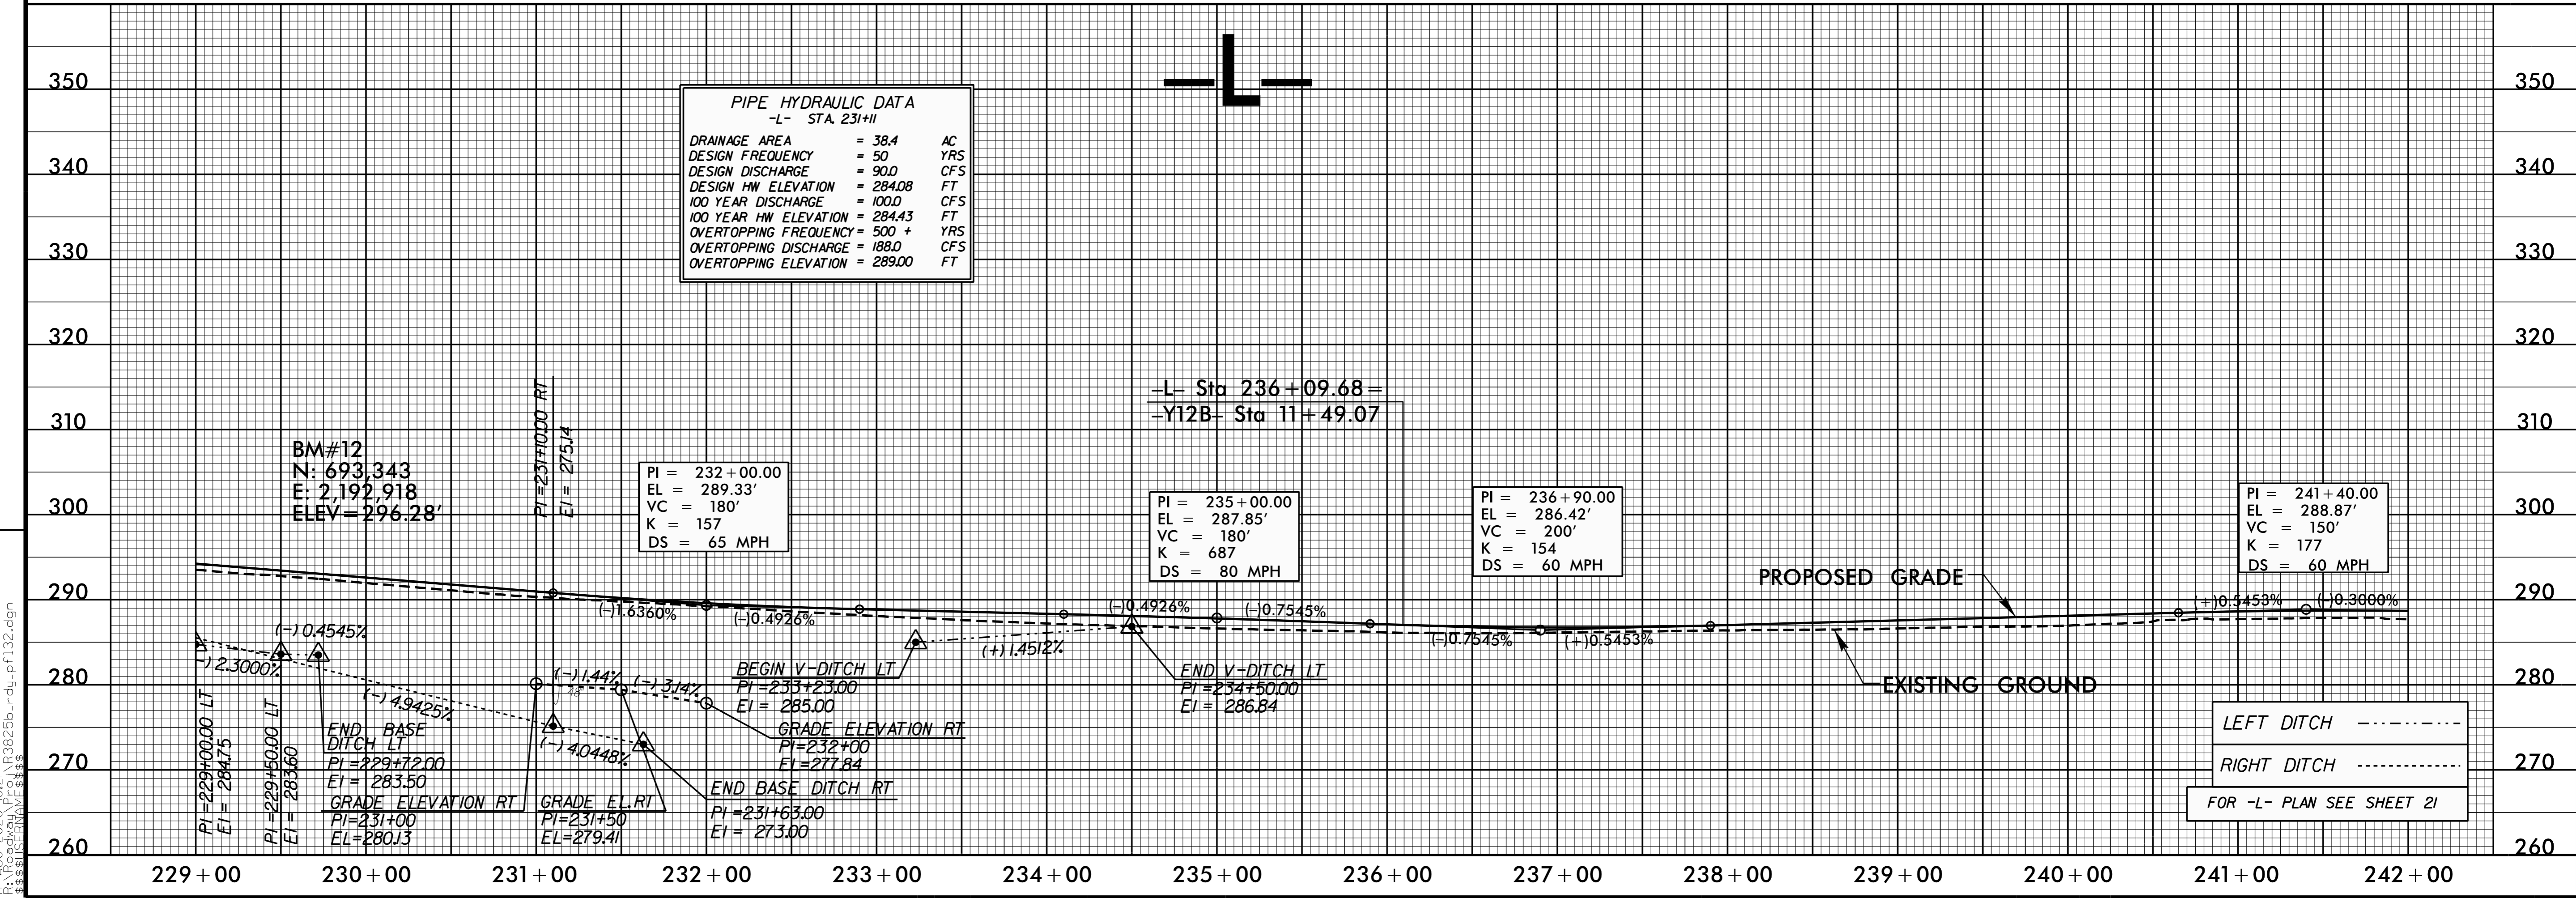 -L-
350
340
330
320
310
300
290
280
270
260
350
340
330
320
310
300
290
280
270
260
PIPE HYDRAULIC DATA
-L- STA. 231+11
DRAINAGE AREA = 38.4 AC
DESIGN FREQUENCY = 50 YRS
DESIGN DISCHARGE = 90.0 CFS
DESIGN HW ELEVATION = 284.08 FT
100 YEAR DISCHARGE = 100.0 CFS
100 YEAR HW ELEVATION = 284.43 FT
OVERTOPPING FREQUENCY = 500 + YRS
OVERTOPPING DISCHARGE = 188.0 CFS
OVERTOPPING ELEVATION = 289.00 FT
-L- Sta 236+09.68 =
-Y12B- Sta 11+49.07
BM#12
N: 693,343
E: 2,192,918
ELEV=296.28'
PI =231+10.00 RT
El = 275.14
PI = 232+00.00
EL = 289.33'
VC = 180'
K = 157
DS = 65 MPH
PI = 235+00.00
EL = 287.85'
VC = 180'
K = 687
DS = 80 MPH
PI = 236+90.00
EL = 286.42'
VC = 200'
K = 154
DS = 60 MPH
PI = 241+40.00
EL = 288.87'
VC = 150'
K = 177
DS = 60 MPH
PROPOSED GRADE
EXISTING GROUND
(-)1.6360%
(-)0.4926%
(-)0.4926%
(-)0.7545%
(-)0.7545%
(+)0.5453%
(+)0.5453%
(-)0.3000%
(-)0.4545%
-)2.3000%
(-)4.9425%
(-)1.44%
(-)3.14%
(-)4.0448%
(+)1.4512%
PI =229+00.00 LT
El = 284.75
PI =229+50.00 LT
El = 283.60
END BASE
DITCH LT
PI =229+72.00
El = 283.50
GRADE ELEVATION RT
PI=231+00
EL=280.13
GRADE EL.RT
PI=231+50
EL=279.41
BEGIN V-DITCH LT
PI =233+23.00
El = 285.00
GRADE ELEVATION RT
PI=232+00
El=277.84
END BASE DITCH RT
PI =231+63.00
El = 273.00
END V-DITCH LT
PI =234+50.00
El = 286.84
LEFT DITCH
RIGHT DITCH
FOR -L- PLAN SEE SHEET 21
229+00
230+00
231+00
232+00
233+00
234+00
235+00
236+00
237+00
238+00
239+00
240+00
241+00
242+00
R:\Roadway\Proj\R3825b_rdy_pfl32.dgn
$$$$USERNAME$$$$